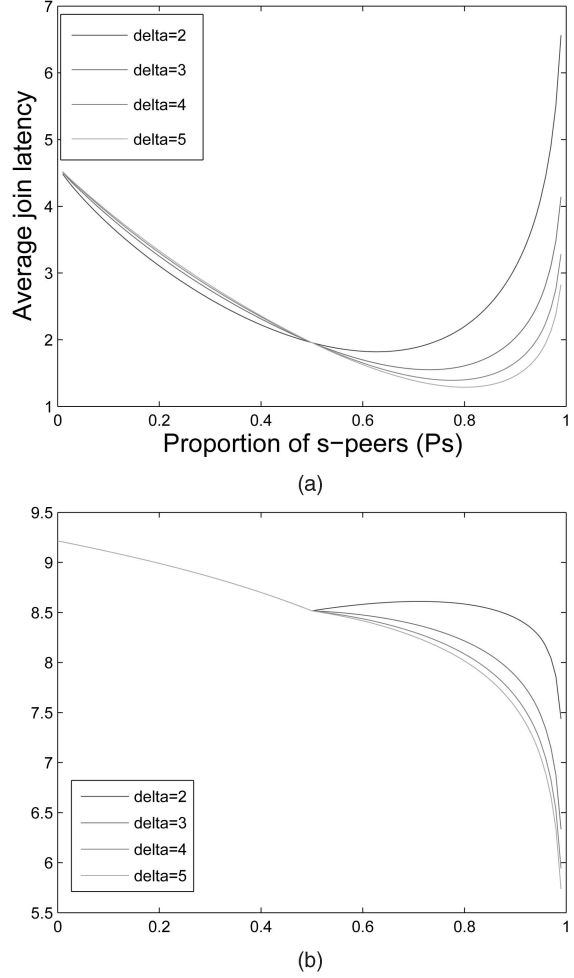 7
6
5
4
3
2
1
Average join latency
delta=2
delta=3
delta=4
delta=5
0 0.2 0.4 0.6 0.8 1
Proportion of s−peers (Ps)
(a)
9.5
9
8.5
8
7.5
7
6.5
6
5.5
delta=2
delta=3
delta=4
delta=5
0 0.2 0.4 0.6 0.8 1
(b)